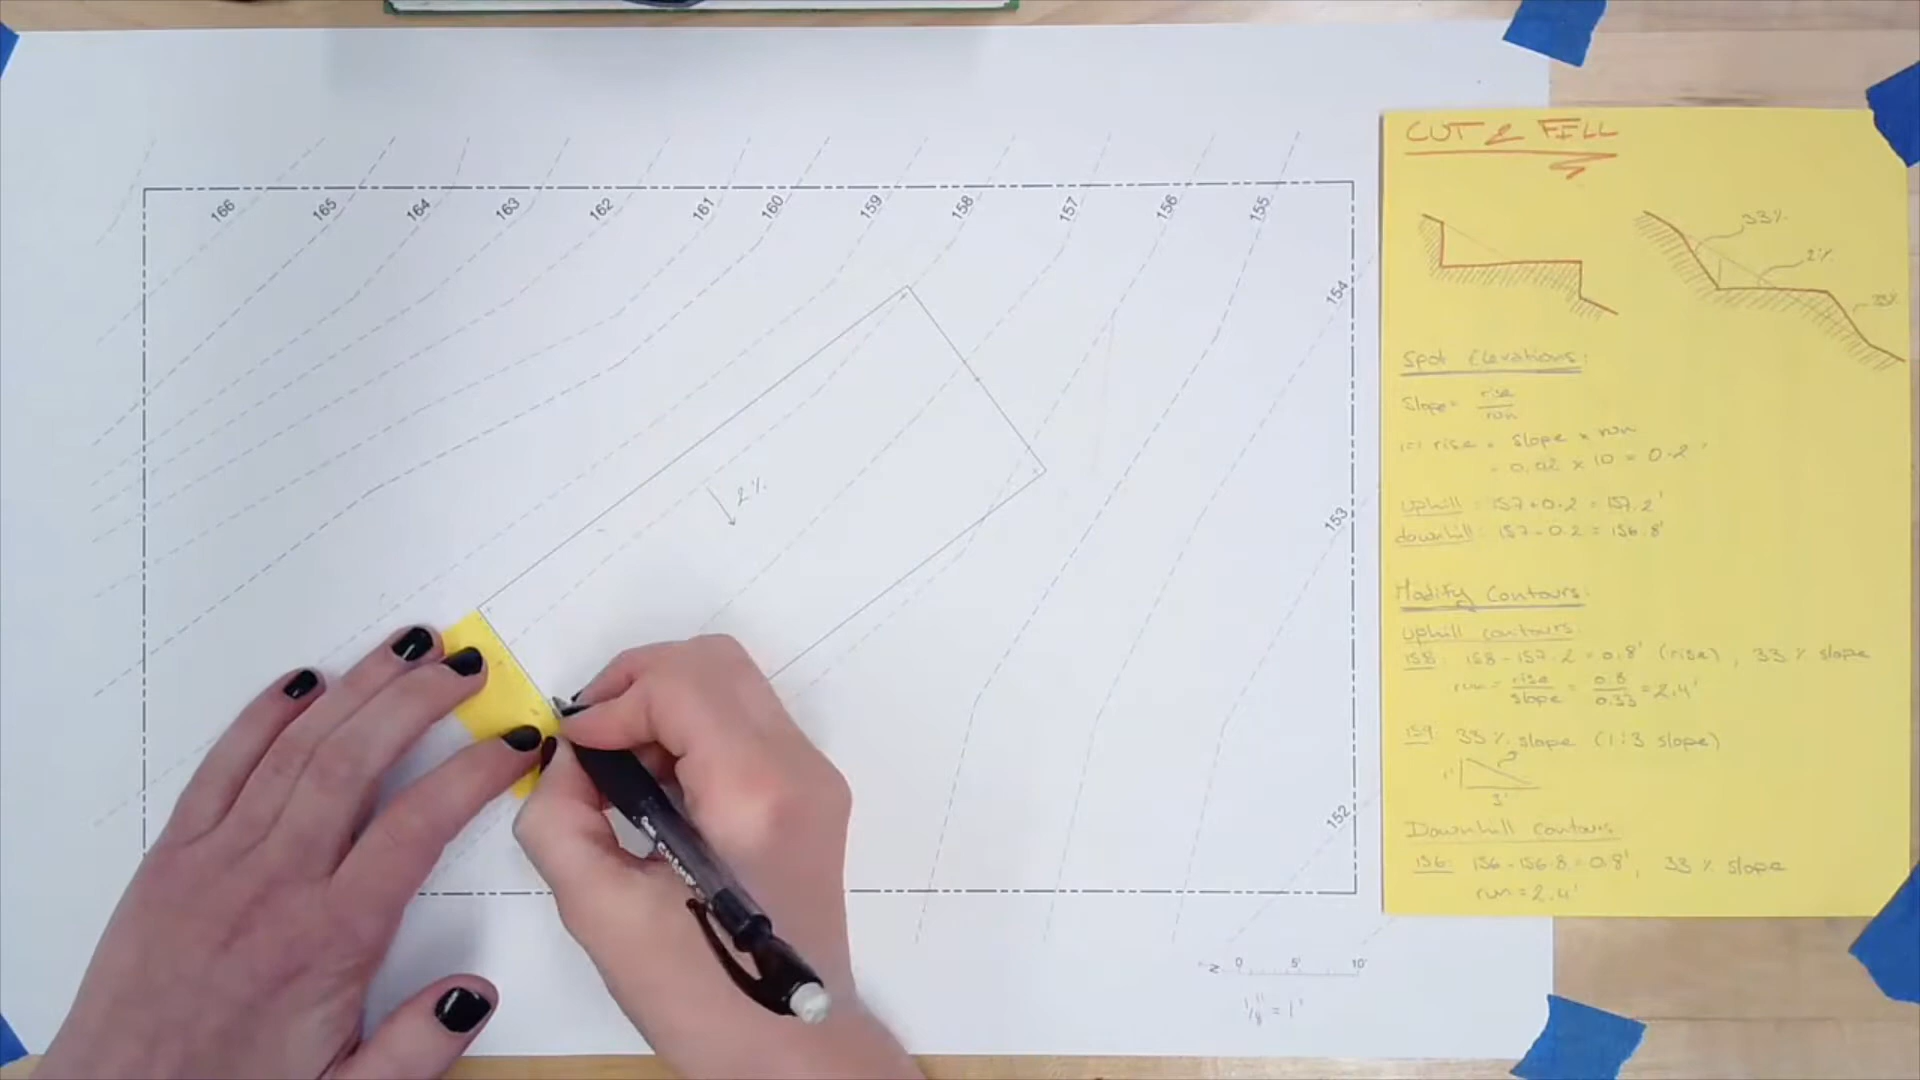 166 165 164 163 162 161 160 159 158 157 156 155
154
153
152
2%
N 0 5' 10'
1/8" = 1'
CUT & FILL
33%
2%
33%
Spot Elevations:
Slope = rise
run
rise = slope x run
= 0.02 x 10 = 0.2'
uphill: 157+0.2 = 157.2'
downhill: 157-0.2 = 156.8'
Modify Contours:
Uphill contours
158: 158-157.2 = 0.8' (rise), 33% slope
run = rise/slope = 0.8/0.33 = 2.4'
159: 33% slope (1:3 slope)
1'
3'
Downhill Contours
156: 156-156.8 = 0.8', 33% slope
run = 2.4'